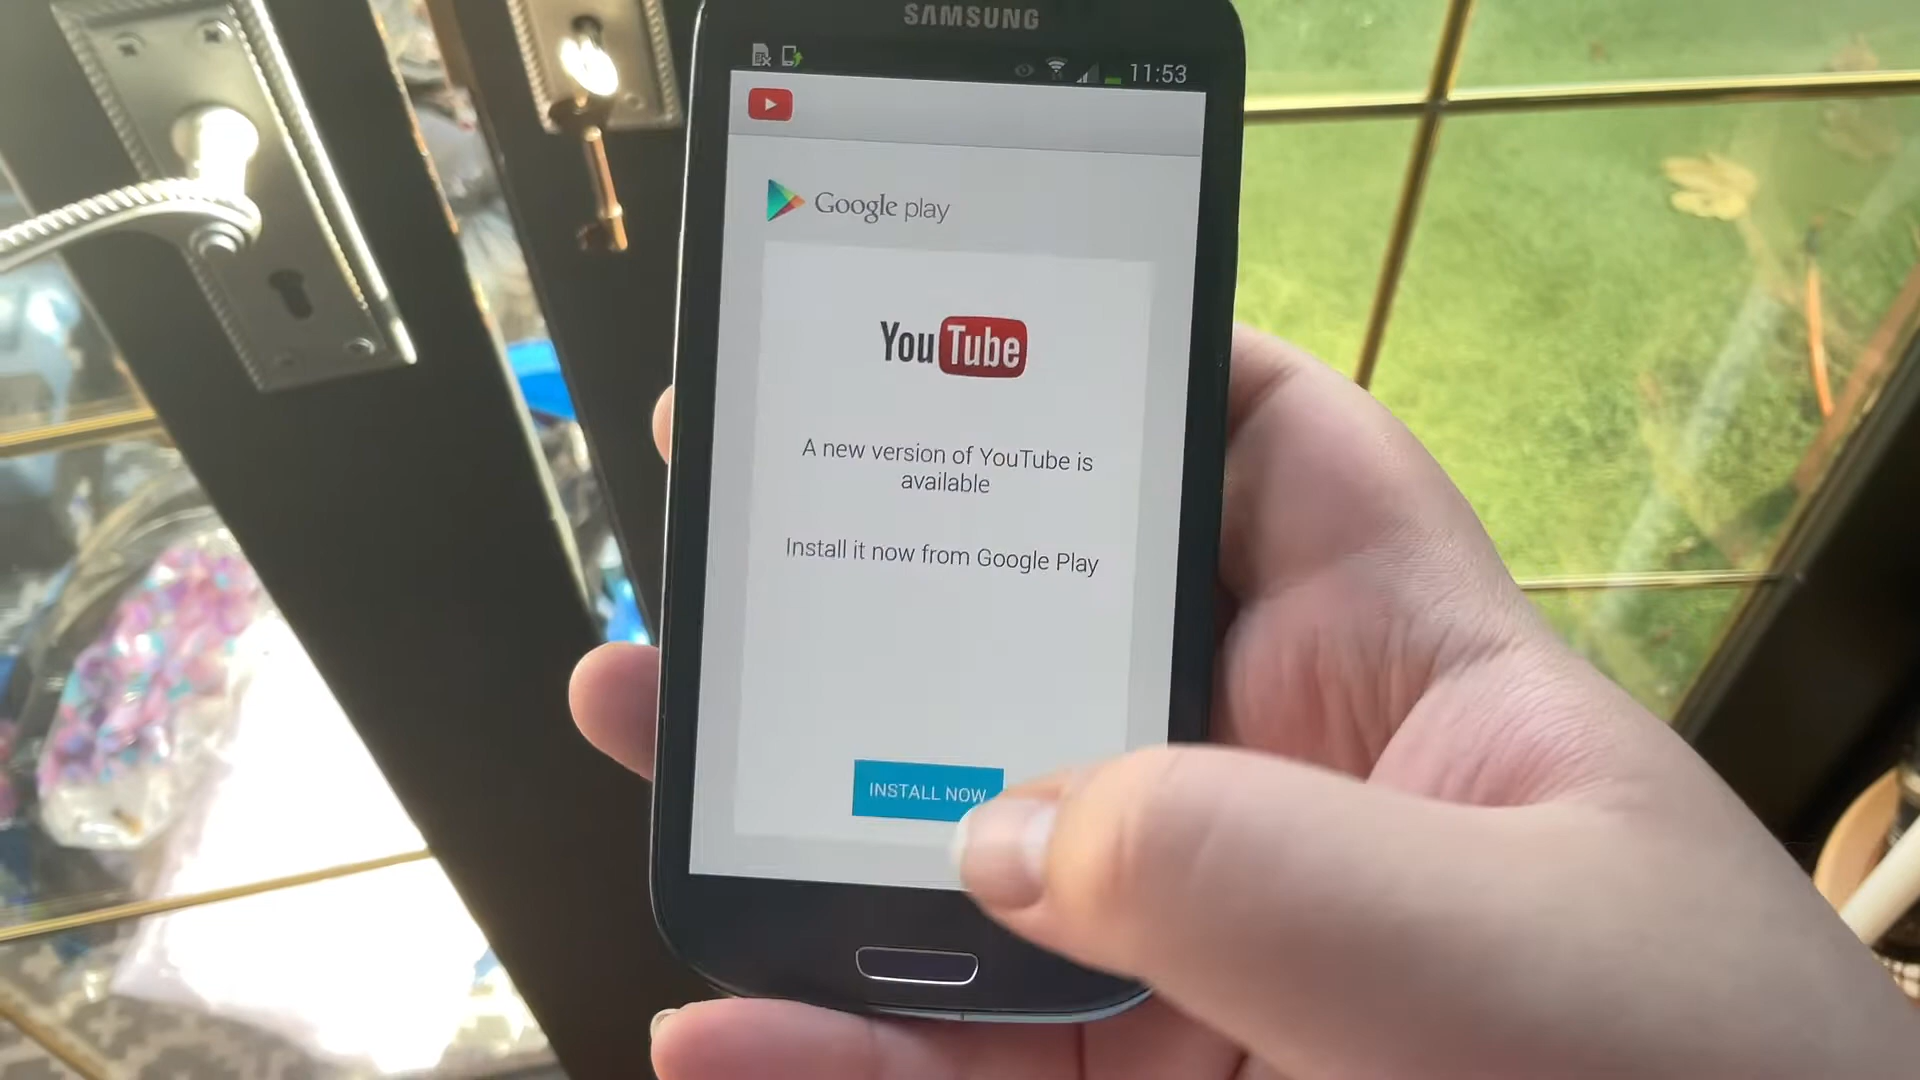 SAMSUNG
11:53
Google play
YouTube
A new version of YouTube is
available
Install it now from Google Play
INSTALL NOW